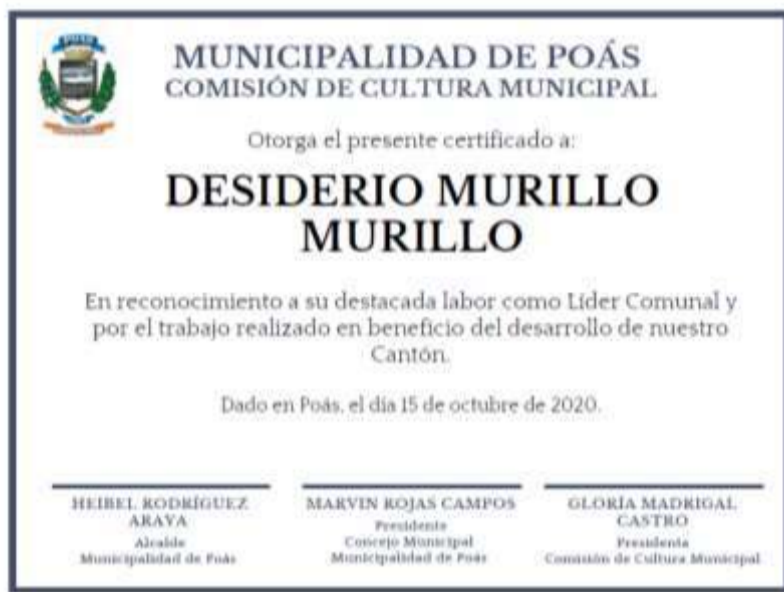 POÁS
MUNICIPALIDAD DE POÁS
COMISIÓN DE CULTURA MUNICIPAL
Otorga el presente certificado a:
DESIDERIO MURILLO
MURILLO
En reconocimiento a su destacada labor como Líder Comunal y
por el trabajo realizado en beneficio del desarrollo de nuestro
Cantón.
Dado en Poás, el día 15 de octubre de 2020.
HEIBEL RODRÍGUEZ
ARAYA
Alcalde
Municipalidad de Poás
MARVIN ROJAS CAMPOS
Presidente
Concejo Municipal
Municipalidad de Poás
GLORÍA MADRIGAL
CASTRO
Presidenta
Comisión de Cultura Municipal